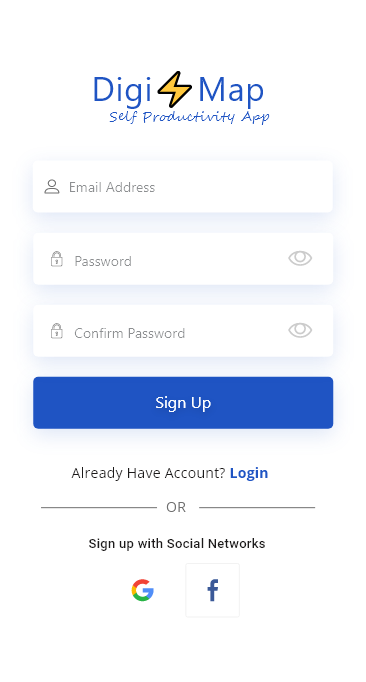 Digi Map
Self Productivity App
Email Address
Password
Confirm Password
Sign Up
Already Have Account? Login
OR
Sign up with Social Networks